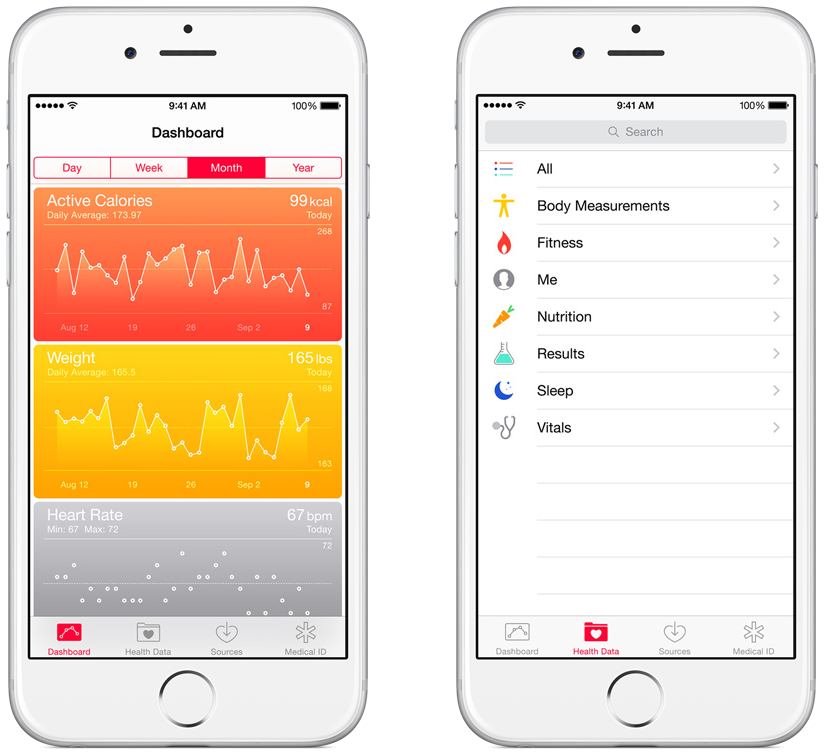 9:41 AM 100%
Dashboard
Day Week Month Year
Active Calories 99 kcal
Daily Average: 173.97 Today
268
87
Aug 12 19 26 Sep 2 9
Weight 165 lbs
Daily Average: 165.5 Today
168
163
Aug 12 19 26 Sep 2 9
Heart Rate 67 bpm
Min: 67 Max: 72 Today
72
Dashboard Health Data Sources Medical ID
9:41 AM 100%
Search
All
Body Measurements
Fitness
Me
Nutrition
Results
Sleep
Vitals
Dashboard Health Data Sources Medical ID